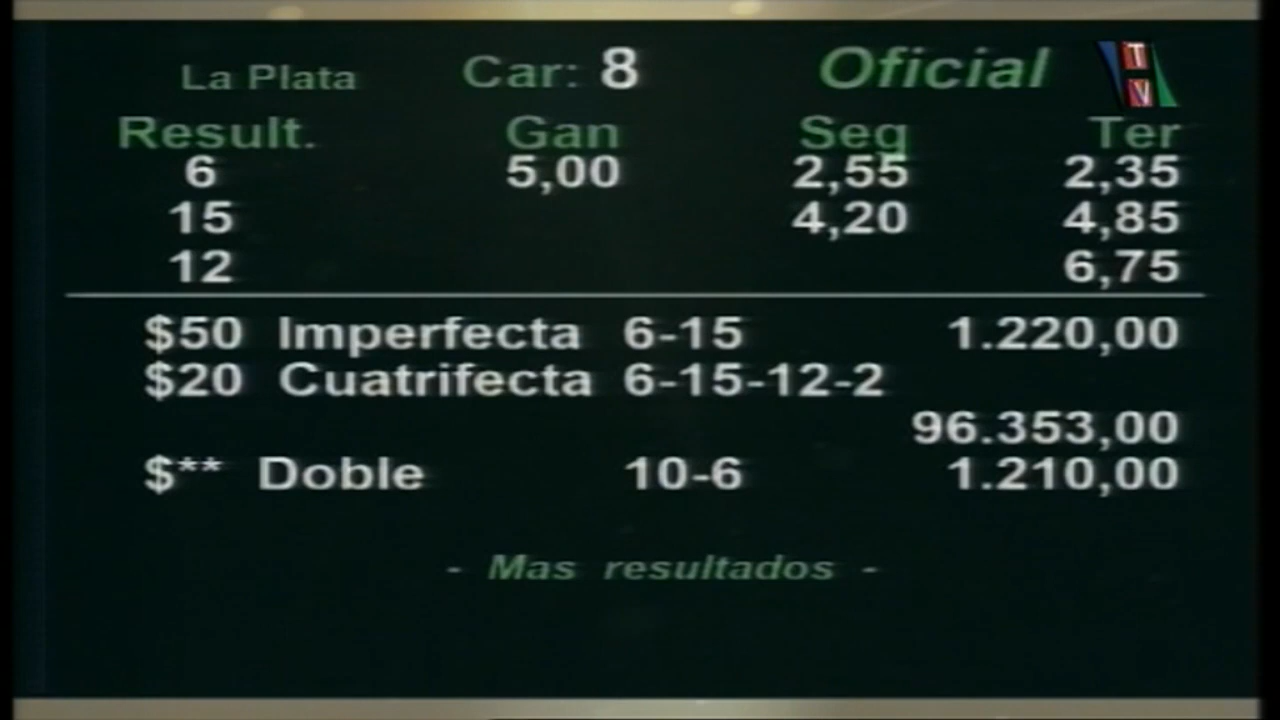 La Plata Car: 8 Oficial TV
Result. Gan Seg Ter
6 5,00 2,55 2,35
15 4,20 4,85
12 6,75
$50 Imperfecta 6-15 1.220,00
$20 Cuatrifecta 6-15-12-2
96.353,00
$** Doble 10-6 1.210,00
- Mas resultados -